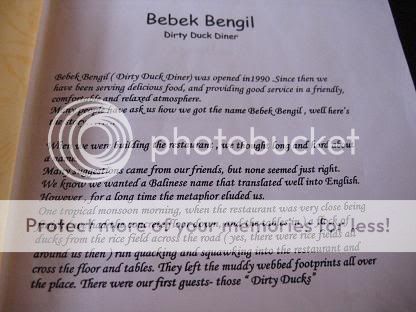 Bebek Bengil
Dirty Duck Diner
Bebek Bengil ( Dirty Duck Diner) was opened in1990 .Since then we
have been serving delicious food, and providing good service in a friendly,
comfortable and relaxed atmosphere.
Many people have ask us how we got the name Bebek Bengil , well here's
photobucket
When we were building the restaurant , we thought long and lord about
a name.
Many suggestions came from our friends, but none seemed just right.
We know we wanted a Balinese name that translated well into English.
However , for a long time the metaphor eluded us.
One tropical monsoon morning, when the restaurant was very close being
Protect more of your memories for less!
ducks from the rice field across the road ( yes, there were rice fields all
around us then ) run quacking and squawking into the restaurant and
cross the floor and tables. They left the muddy webbed footprints all over
the place. There were our first guests- those " Dirty Ducks"